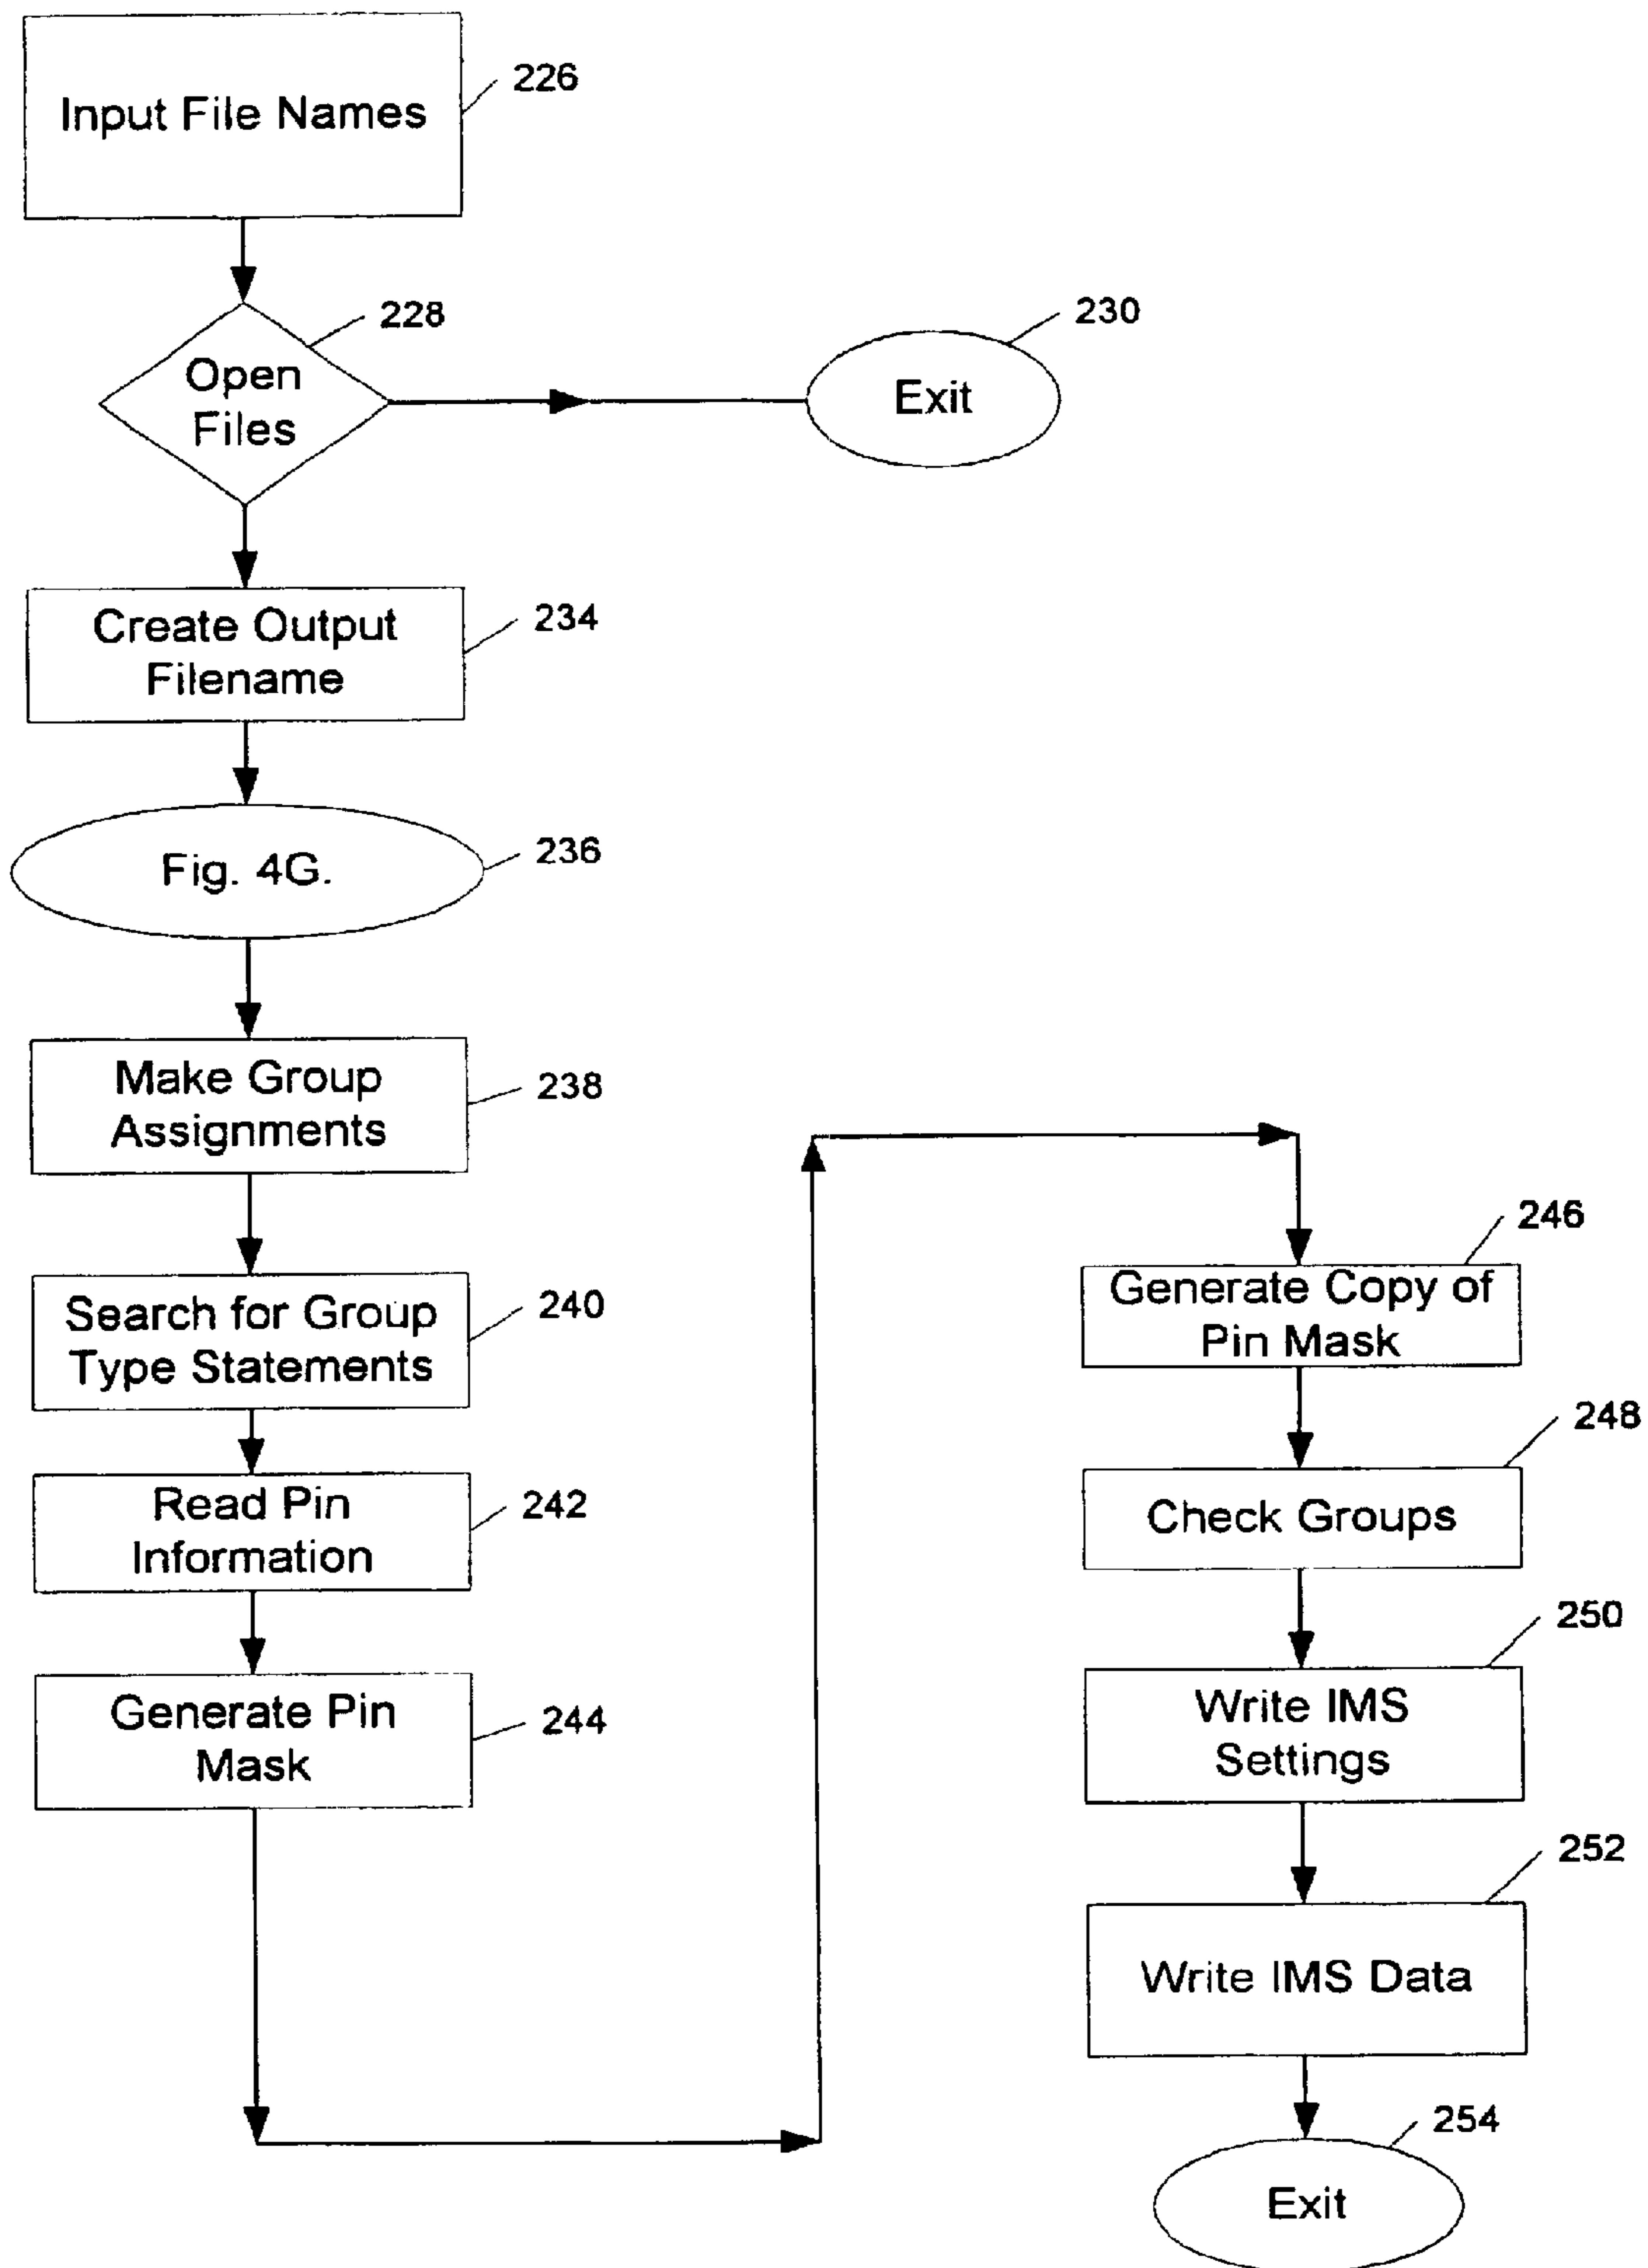 Input File Names
226
Open
Files
228
Exit
230
Create Output
Filename
234
Fig. 4G.
236
Make Group
Assignments
238
Search for Group
Type Statements
240
Read Pin
Information
242
Generate Pin
Mask
244
Generate Copy of
Pin Mask
246
Check Groups
248
Write IMS
Settings
250
Write IMS Data
252
Exit
254